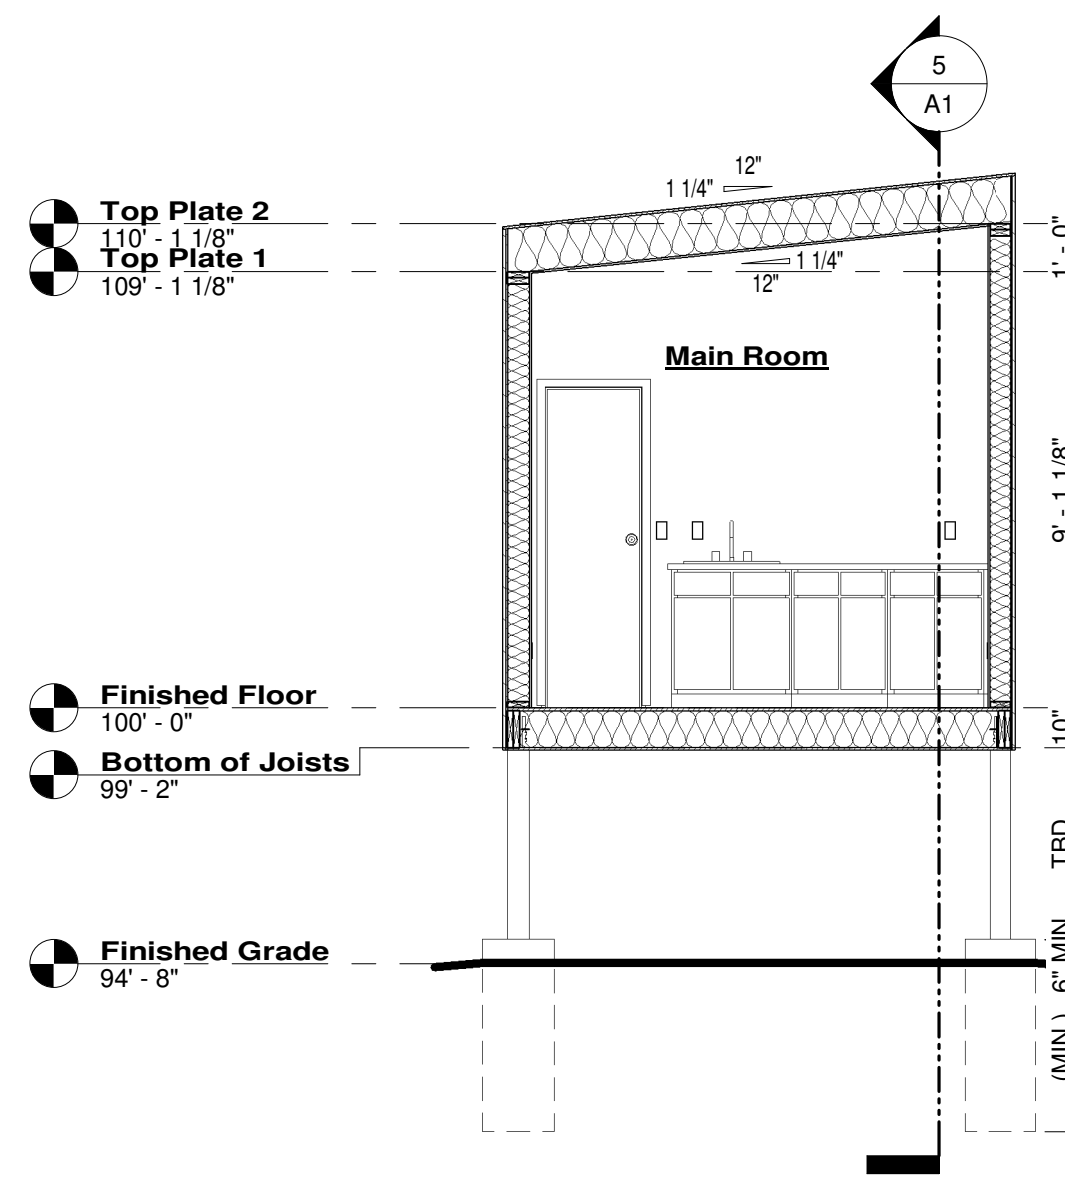 5
A1
12"
1 1/4"
Top Plate 2
110' - 1 1/8"
Top Plate 1
109' - 1 1/8"
1 1/4"
12"
1' - 0"
Main Room
9' - 1 1/8"
Finished Floor
100' - 0"
10"
Bottom of Joists
99' - 2"
TBD
Finished Grade
94' - 8"
6" MIN.
(MIN.)